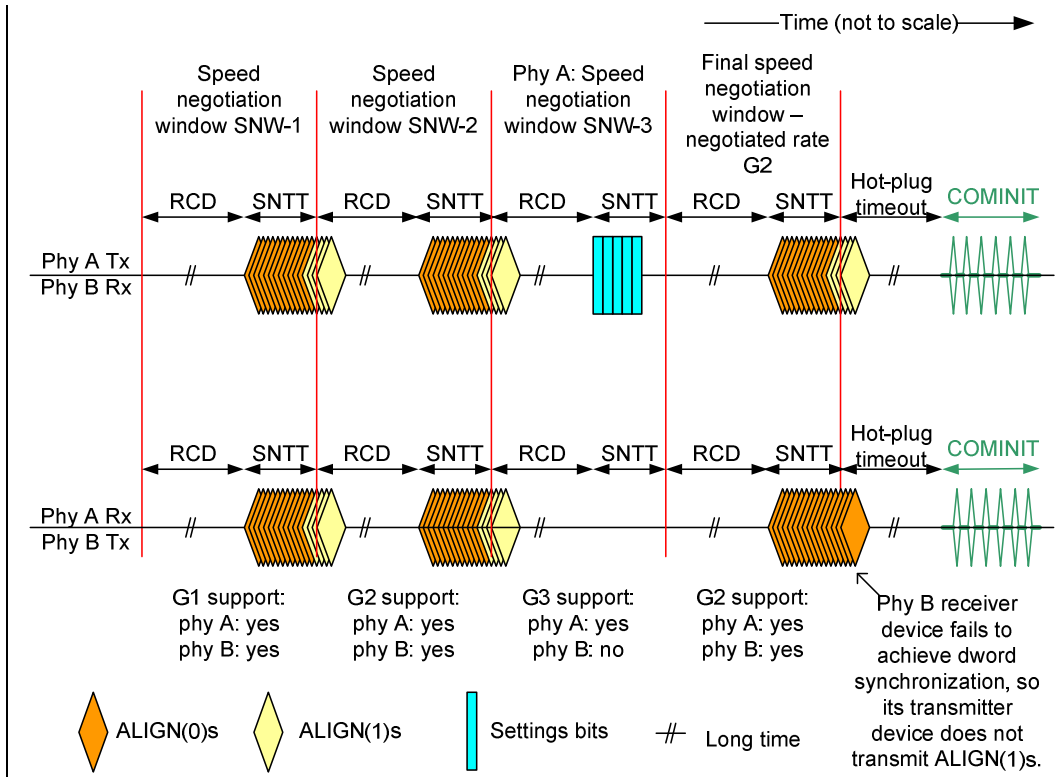 Time (not to scale)
Speed
negotiation
window SNW-1
Speed
negotiation
window SNW-2
Phy A: Speed
negotiation
window SNW-3
Final speed
negotiation
window –
negotiated rate
G2
RCD
SNTT
RCD
SNTT
RCD
SNTT
RCD
SNTT
Hot-plug
timeout
COMINIT
Phy A Tx
Phy B Rx
RCD
SNTT
RCD
SNTT
RCD
SNTT
RCD
SNTT
Hot-plug
timeout
COMINIT
Phy A Rx
Phy B Tx
G1 support:
phy A: yes
phy B: yes
G2 support:
phy A: yes
phy B: yes
G3 support:
phy A: yes
phy B: no
G2 support:
phy A: yes
phy B: yes
Phy B receiver
device fails to
achieve dword
synchronization, so
its transmitter
device does not
transmit ALIGN(1)s.
ALIGN(0)s
ALIGN(1)s
Settings bits
Long time